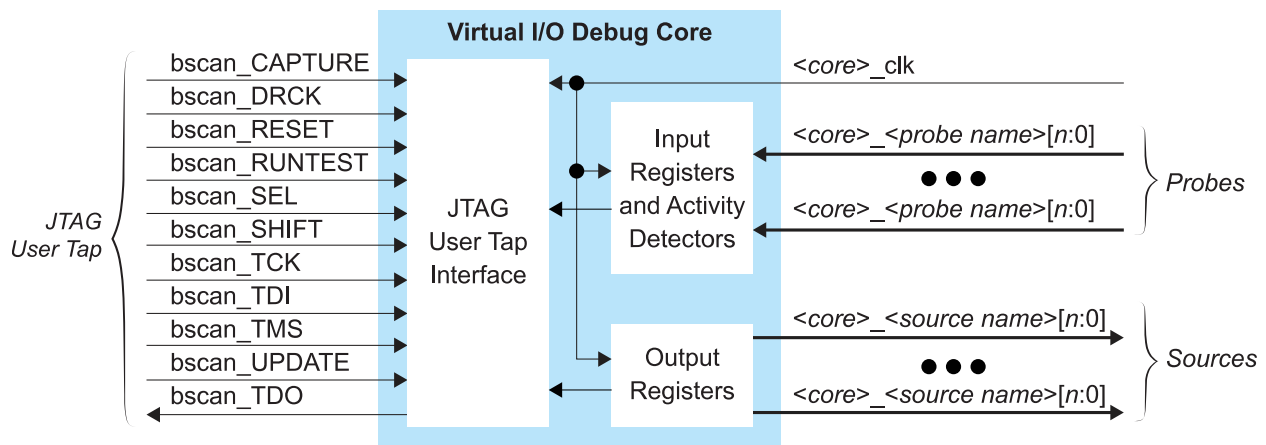 Virtual I/O Debug Core
bscan_CAPTURE
bscan_DRCK
bscan_RESET
bscan_RUNTEST
bscan_SEL
bscan_SHIFT
bscan_TCK
bscan_TDI
bscan_TMS
bscan_UPDATE
bscan_TDO
JTAG
User Tap
JTAG
User Tap
Interface
Input
Registers
and Activity
Detectors
Output
Registers
<core>_clk
<core>_<probe name>[n:0]
<core>_<probe name>[n:0]
Probes
<core>_<source name>[n:0]
<core>_<source name>[n:0]
Sources